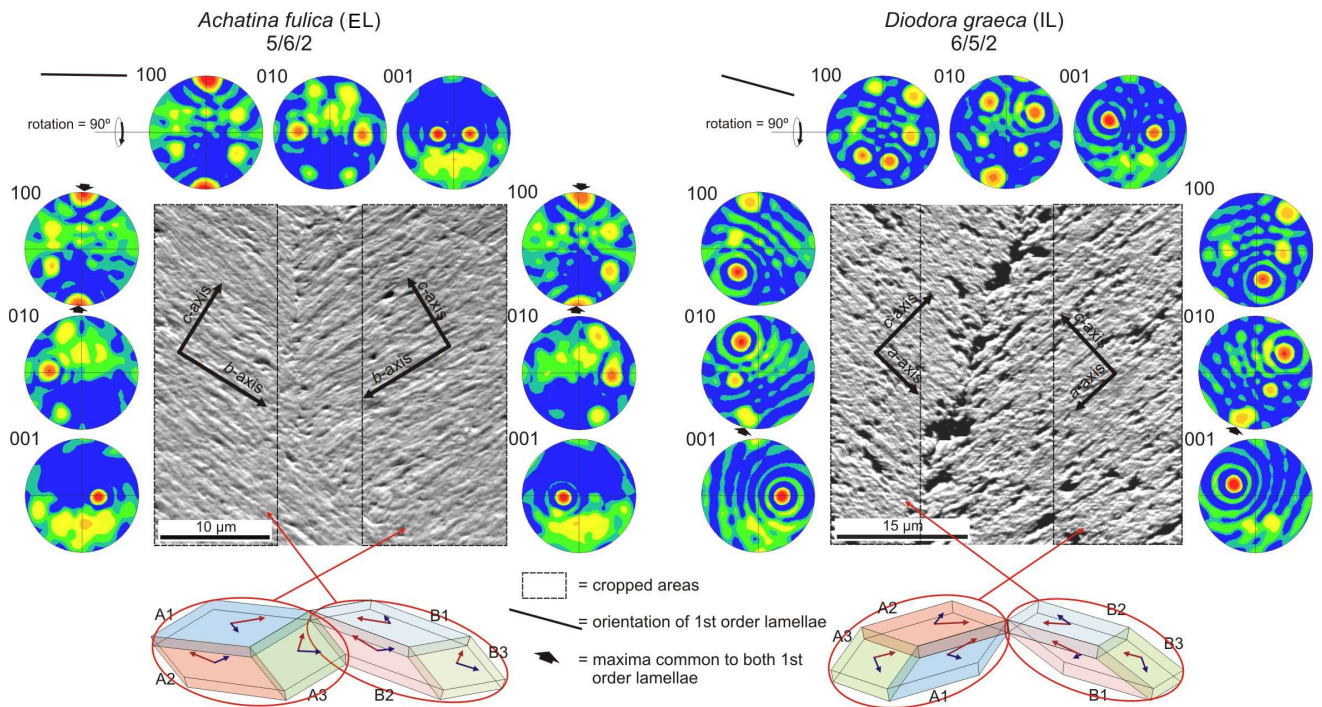 Achatina fulica (EL)
5/6/2
100
010
001
rotation = 90º
100
010
001
100
010
001
c-axis
b-axis
c-axis
b-axis
10 µm
A1
A2
A3
B1
B2
B3
Diodora graeca (IL)
6/5/2
100
010
001
rotation = 90º
100
010
001
100
010
001
c-axis
a-axis
c-axis
a-axis
15 µm
A2
A3
A1
B2
B3
B1
= cropped areas
= orientation of 1st order lamellae
= maxima common to both 1st
order lamellae